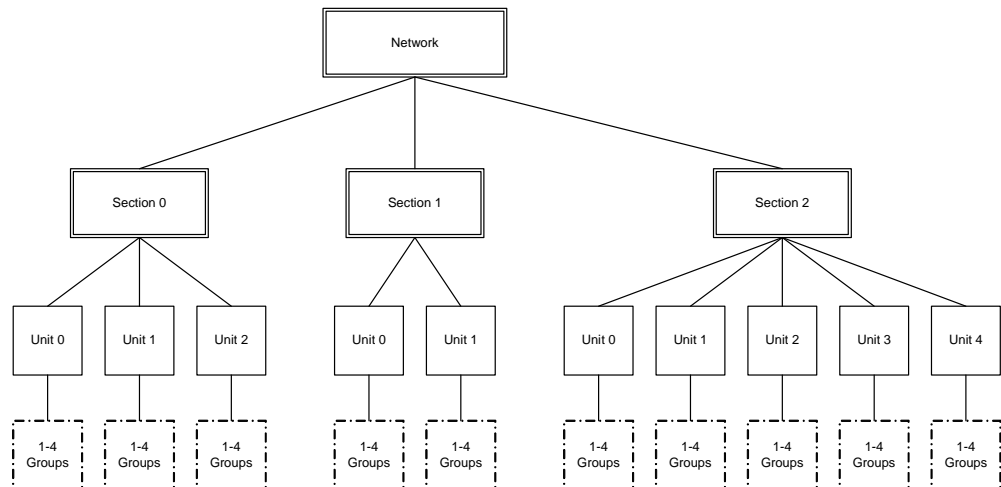 Network
Section 0
Section 1
Section 2
Unit 0
Unit 1
Unit 2
Unit 0
Unit 1
Unit 0
Unit 1
Unit 2
Unit 3
Unit 4
1-4
Groups
1-4
Groups
1-4
Groups
1-4
Groups
1-4
Groups
1-4
Groups
1-4
Groups
1-4
Groups
1-4
Groups
1-4
Groups